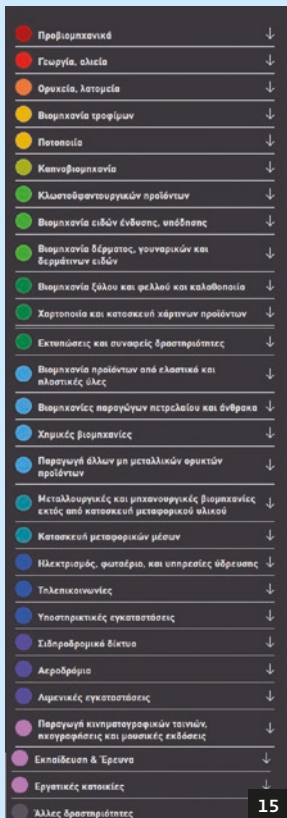 Προβιομηχανικά
Γεωργία, αλιεία
Ορυχεία, λατομεία
Βιομηχανία τροφίμων
Ποτοποιία
Καπνοβιομηχανία
Κλωστοϋφαντουργικών προϊόντων
Βιομηχανία ειδών ένδυσης, υπόδησης
Βιομηχανία δέρματος, γουναρικών και
δερμάτινων ειδών
Βιομηχανία ξύλου και φελλού και καλαθοποιία
Χαρτοποιία και κατασκευή χάρτινων προϊόντων
Εκτυπώσεις και συναφείς δραστηριότητες
Βιομηχανία προϊόντων από ελαστικό και
πλαστικές ύλες
Βιομηχανίες παραγώγων πετρελαίου και άνθρακα
Χημικές βιομηχανίες
Παραγωγή άλλων μη μεταλλικών ορυκτών
προϊόντων
Μεταλλουργικές και μηχανουργικές βιομηχανίες
εκτός από κατασκευή μεταφορικού υλικού
Κατασκευή μεταφορικών μέσων
Ηλεκτρισμός, φωταέριο, και υπηρεσίες ύδρευσης
Τηλεπικοινωνίες
Υποστηρικτικές εγκαταστάσεις
Σιδηροδρομικό δίκτυο
Αεροδρόμιο
Λιμενικές εγκαταστάσεις
Παραγωγή κινηματογραφικών ταινιών,
ηχογραφήσεις και μουσικές εκδόσεις
Εκπαίδευση & Έρευνα
Εργατικές κατοικίες
Άλλες δραστηριότητες
15